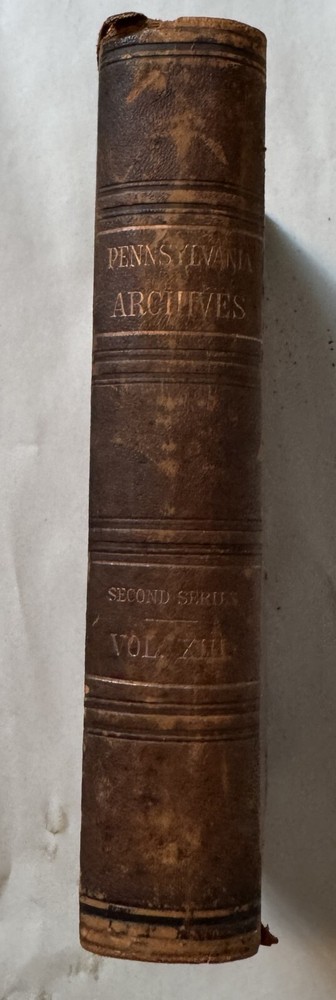 PENNSYLVANIA
ARCHIVES
SECOND SERIES
VOL. XIII.